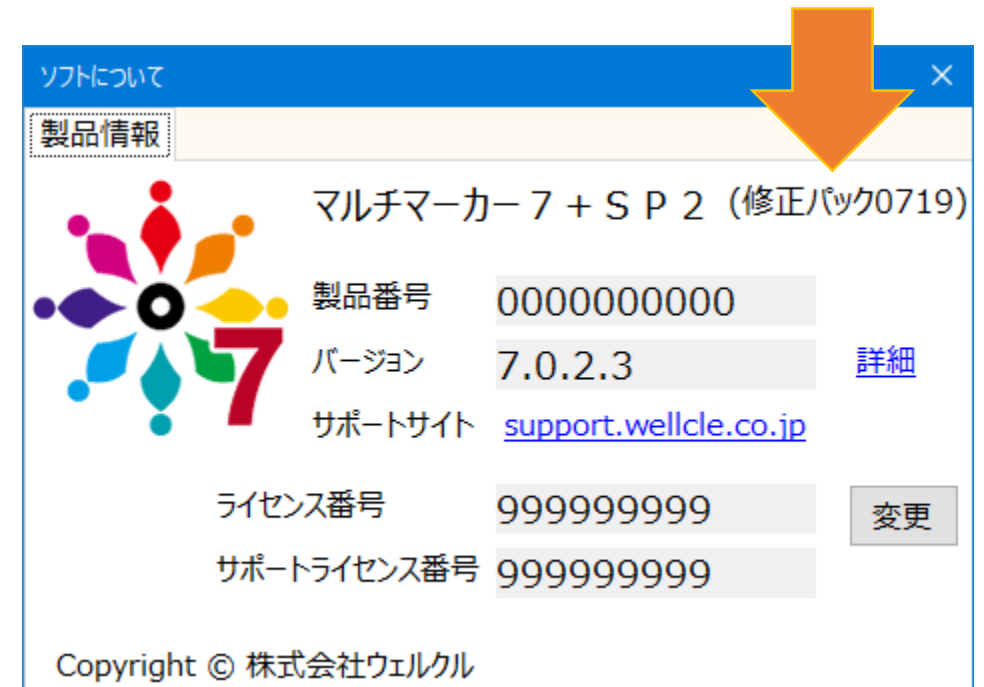 ソフトについて
製品情報
マルチマーカー７＋ＳＰ２（修正パック0719）
7
製品番号 0000000000
バージョン 7.0.2.3 詳細
サポートサイト support.wellcle.co.jp
ライセンス番号 999999999 変更
サポートライセンス番号 999999999
Copyright © 株式会社ウェルクル